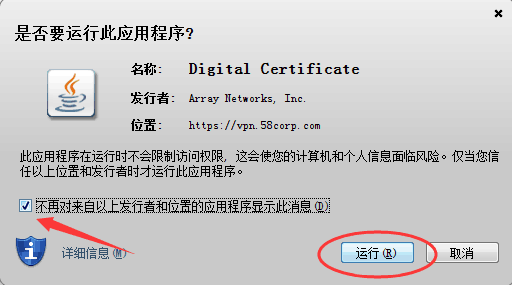 是否要运行此应用程序?
名称: Digital Certificate
发行者: Array Networks, Inc.
位置: https://vpn.58corp.com
此应用程序在运行时不会限制访问权限，这会使您的计算机和个人信息面临风险。仅当您信
任以上位置和发行者时才运行此应用程序。
不再对来自以上发行者和位置的应用程序显示此消息(D)
详细信息(M)
运行(R)
取消